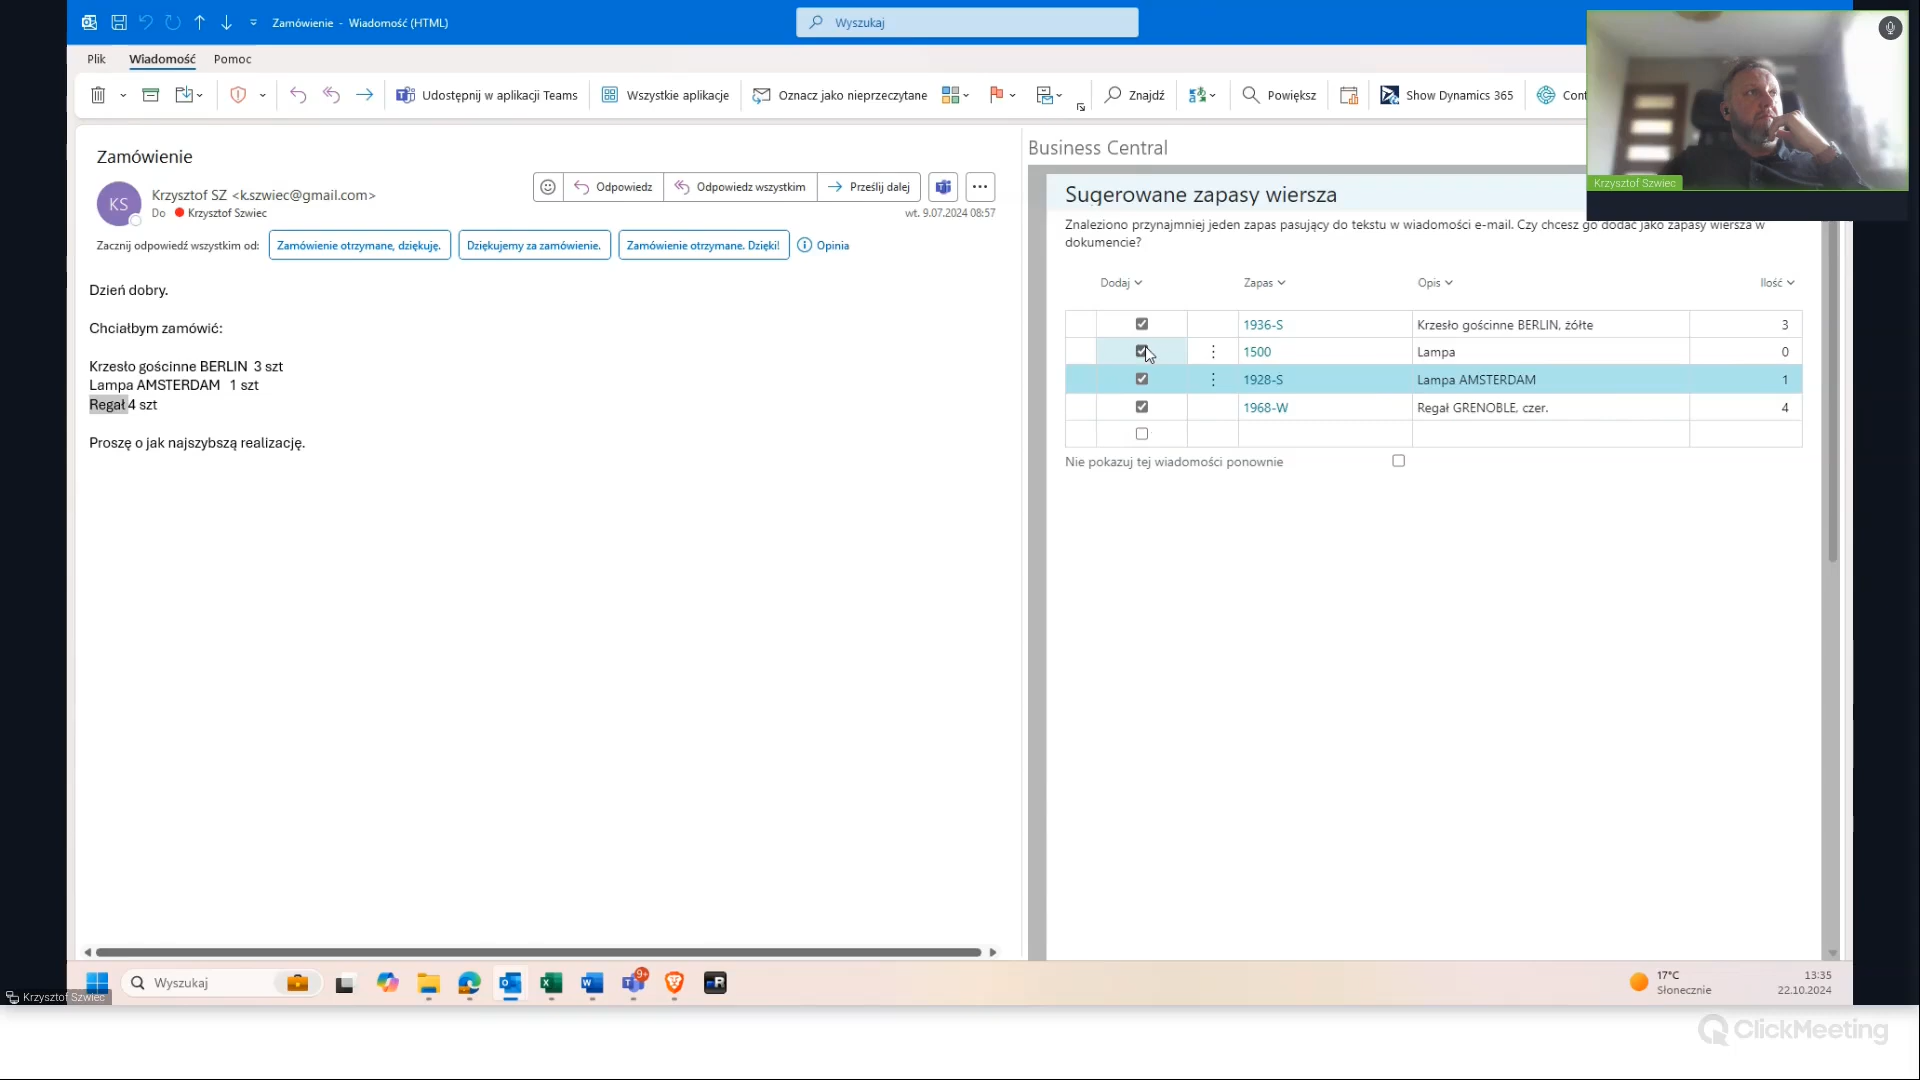 Zamówienie - Wiadomość (HTML)
Wyszukaj
Plik
Wiadomość
Pomoc
Udostępnij w aplikacji Teams
Wszystkie aplikacje
Oznacz jako nieprzeczytane
Znajdź
Powiększ
Show Dynamics 365
Cont
Krzysztof Szwiec
Zamówienie
KS
Krzysztof SZ <k.szwiec@gmail.com>
Do Krzysztof Szwiec
Odpowiedz
Odpowiedz wszystkim
Prześlij dalej
wt. 9.07.2024 08:57
Zacznij odpowiedź wszystkim od:
Zamówienie otrzymane, dziękuję.
Dziękujemy za zamówienie.
Zamówienie otrzymane. Dzięki!
Opinia
Dzień dobry.
Chciałbym zamówić:
Krzesło gościnne BERLIN 3 szt
Lampa AMSTERDAM 1 szt
Regał 4 szt
Proszę o jak najszybszą realizację.
Business Central
Sugerowane zapasy wiersza
Znaleziono przynajmniej jeden zapas pasujący do tekstu w wiadomości e-mail. Czy chcesz go dodać jako zapasy wiersza w
dokumencie?
Dodaj Zapas Opis Ilość
1936-S Krzesło gościnne BERLIN, żółte 3
1500 Lampa 0
1928-S Lampa AMSTERDAM 1
1968-W Regał GRENOBLE, czer. 4
Nie pokazuj tej wiadomości ponownie
Wyszukaj
9+
17°C
Słonecznie
13:35
22.10.2024
Krzysztof Szwiec
ClickMeeting